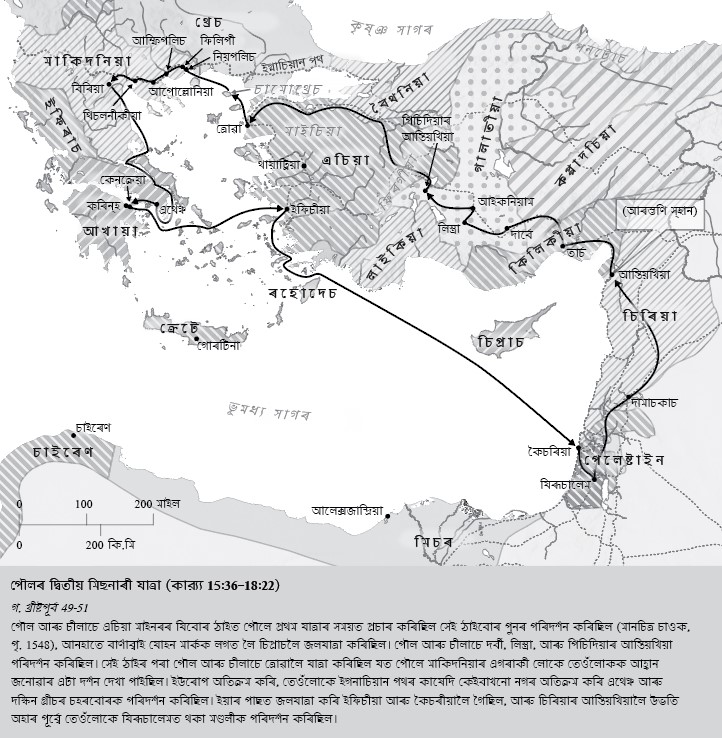 থ্ৰেচ
কৃষ্ঞ সাগৰ
আম্ফিপলিচ
ফিলিপী
মাকিদনিয়া
নিয়পলিচ
ইগ্নাচিয়ান পথ
পনটোচ
বিৰিয়া
আপোল্লোনিয়া
চামোথ্ৰেচ
বৈথনিয়া
থিচলনীকীয়া
ত্ৰোৱা
মাইচিয়া
পিচিদিয়াৰ
আন্তিয়খিয়া
গালাতীয়া
থায়াট্ৰিয়া
এচিয়া
কপ্পাদচিয়া
কেনক্ৰেয়া
কৰিন্থ
এথেন্স
ইফিচীয়া
আইকনিয়াম
(আৰম্ভণি স্হান)
আখায়া
লিস্ত্ৰা
দাৰ্বে
লাইকিয়া
কিলিকীয়া
তাৰ্চ
আন্তিয়খিয়া
ৰহোঁদেচ
চিৰিয়া
ক্ৰেটে
গোৰটিনা
চিপ্ৰাচ
দামাচকাচ
ভূমধ্য সাগৰ
চাইৰেণ
চাইৰেণ
কৈচৰিয়া
পেলেষ্টাইন
যিৰূচালেম
আলেক্সজান্দ্ৰিয়া
মিচৰ
0 100 200 মাইল
0 200 কি.মি
পৌলৰ দ্বিতীয় মিছনাৰী যাত্ৰা (কাৰ্য্য 15:36–18:22)
গ. খ্ৰীষ্টপূৰ্ব 49-51
পৌল আৰু চীলাচে এচিয়া মাইনৰৰ যিবোৰ ঠাইত পৌলে প্ৰথম যাত্ৰাৰ সময়ত প্ৰচাৰ কৰিছিল সেই ঠাইবোৰ পুনৰ পৰিদৰ্শন কৰিছিল (মানচিত্ৰ চাওক,
পৃ. 1548), আনহাতে বাৰ্ণাব্বাই যোহন মাৰ্কক লগত লৈ চিপ্ৰাচলৈ জলযাত্ৰা কৰিছিল। পৌল আৰু চীলাচে দৰ্বী, লিস্ত্ৰা, আৰু পিচিদিয়াৰ আন্তিয়খিয়া
পৰিদৰ্শন কৰিছিল। সেই ঠাইৰ পৰা পৌল আৰু চীলাচে ত্ৰোৱালৈ যাত্ৰা কৰিছিল যত পৌলে মাকিদনিয়াৰ এগৰাকী লোকে তেওঁলোকক আহ্বান
জনোৱাৰ এটা দৰ্শন দেখা পাইছিল। ইউৰোপ অতিক্ৰম কৰি, তেওঁলোকে ইগনাচিয়ান পথৰ কাষেদি কেইবাখনো নগৰ অতিক্ৰম কৰি এথেন্স আৰু
দক্ষিন গ্ৰীচৰ চহৰবোৰক পৰিদৰ্শন কৰিছিল। ইয়াৰ পাছত জলযাত্ৰা কৰি ইফিচীয়া আৰু কৈচৰীয়ালৈ গৈছিল, আৰু চিৰিয়াৰ আন্তিয়খিয়ালৈ উভতি
অহাৰ পূৰ্ব্বে তেওঁলোকে যিৰূচালেমত থকা মণ্ডলীক পৰিদৰ্শন কৰিছিল।